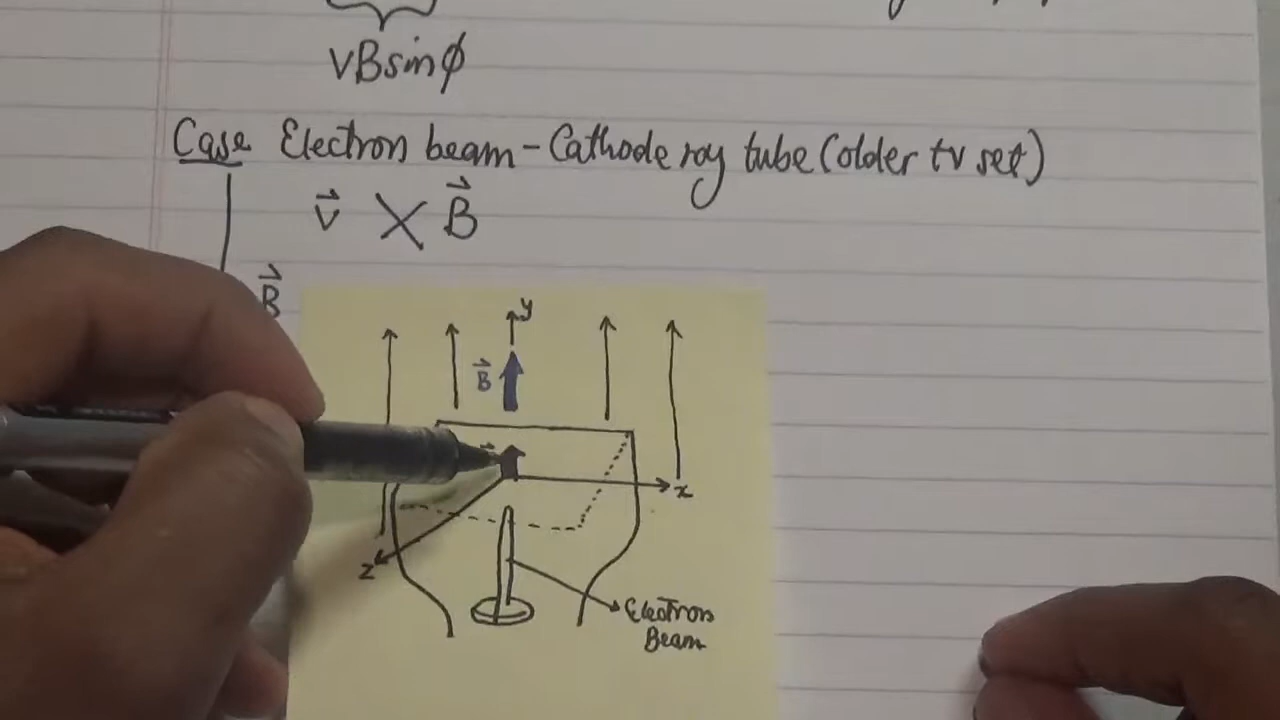 vBsinϕ
Case Electron beam - Cathode ray tube (older tv set)
v⃗ X B⃗
B⃗
y
B⃗
x
z
Electron
Beam